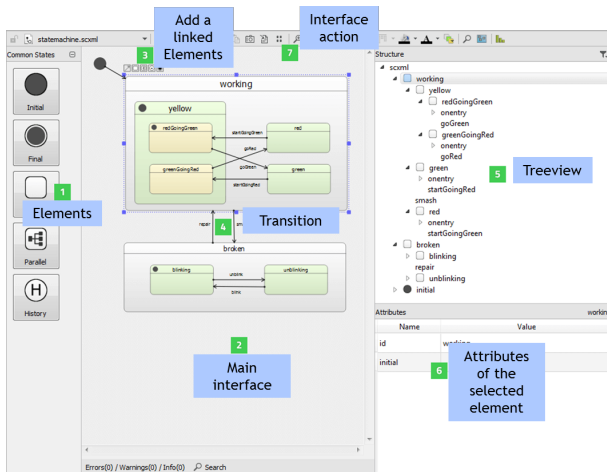 statemachine.scxml
Add a
linked
Elements
3
Interface
action
7
Common States
Initial
Final
1
Elements
Parallel
History
working
yellow
redGoingGreen
startGoingGreen
red
goRed
greenGoingRed
goGreen
green
startGoingRed
repair
4
Transition
broken
blinking
unblink
unblinking
blink
2
Main
interface
Errors(0) / Warnings(0) / Info(0) Search
Structure
scxml
working
yellow
redGoingGreen
onentry
goGreen
greenGoingRed
onentry
goRed
green
onentry
startGoingRed
smash
red
onentry
startGoingGreen
broken
blinking
repair
unblinking
initial
5
Treeview
Attributes
Name Value
id
initial
6
Attributes
of the
selected
element